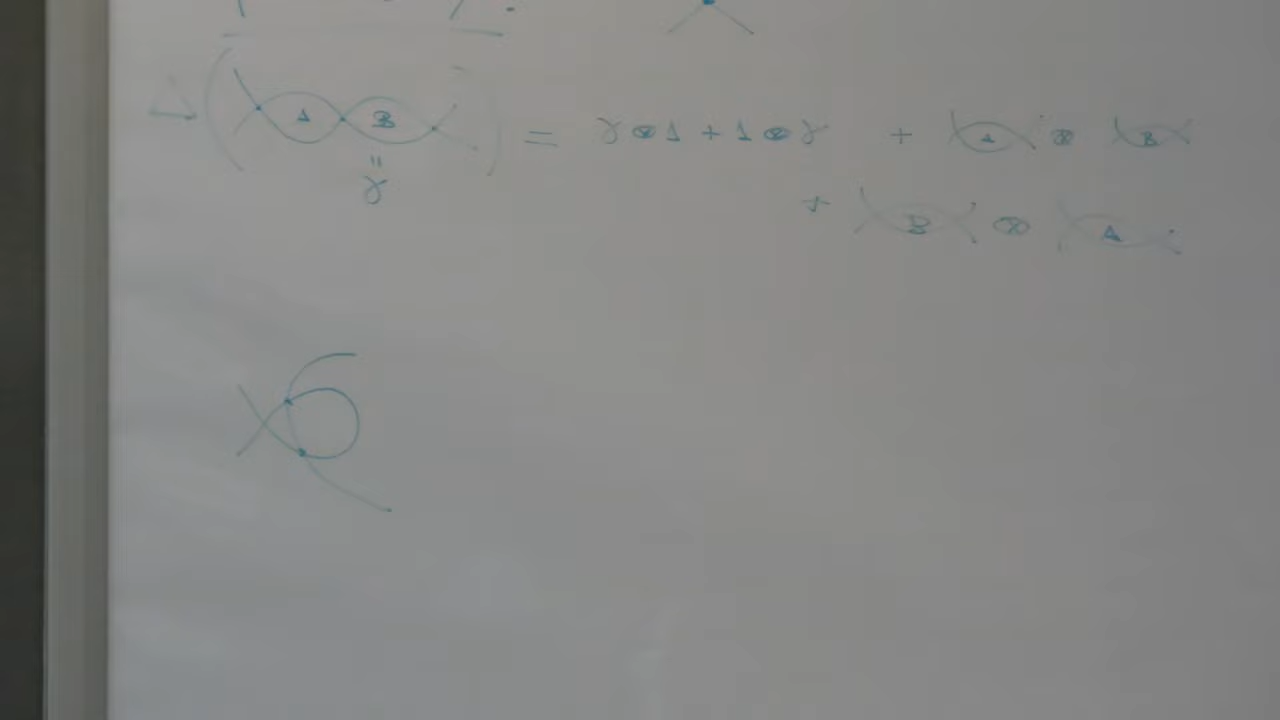 Δ ( A B ) = γ ⊗ 1 + 1 ⊗ γ + A ⊗ B
= γ
+ B ⊗ A